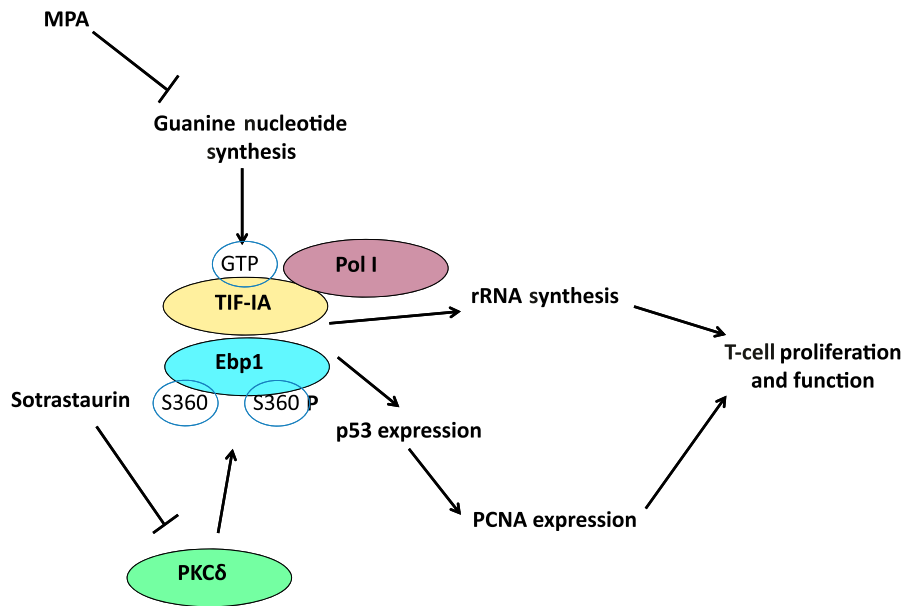 MPA
Guanine nucleotide
synthesis
GTP
Pol I
TIF-IA
rRNA synthesis
Ebp1
T-cell proliferation
and function
Sotrastaurin
S360
S360
P
p53 expression
PCNA expression
PKCδ